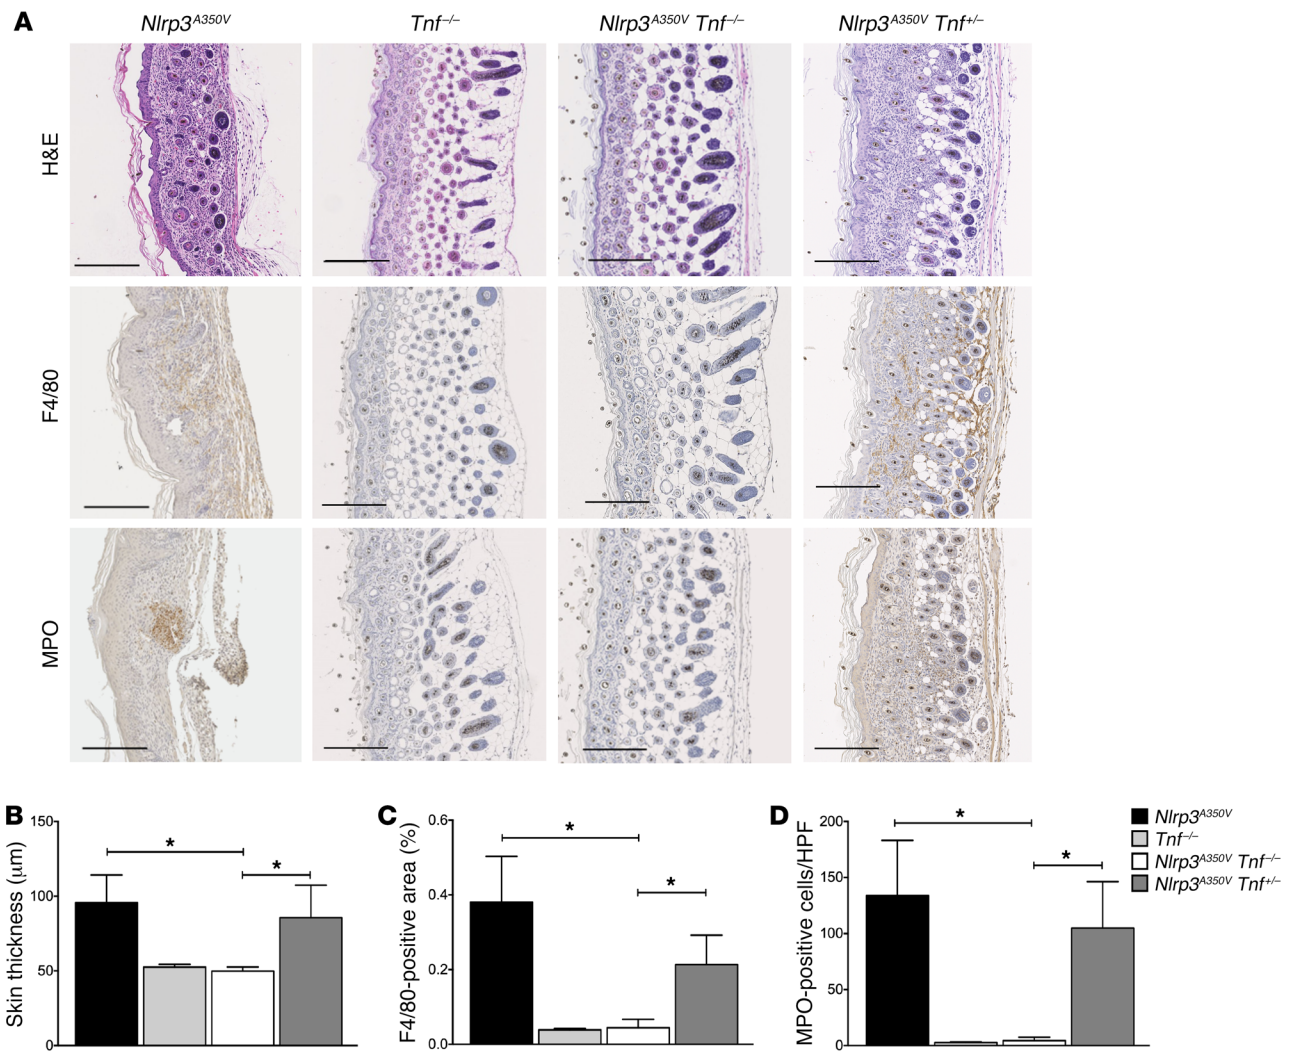 A
Nlrp3A350V
Tnf–/–
Nlrp3A350V Tnf–/–
Nlrp3A350V Tnf+/–
H&E
F4/80
MPO
B
Skin thickness (μm)
150
100
50
0
*
*
C
F4/80-positive area (%)
0.6
0.4
0.2
0.0
*
*
D
MPO-positive cells/HPF
200
150
100
50
0
*
*
Nlrp3A350V
Tnf–/–
Nlrp3A350V Tnf–/–
Nlrp3A350V Tnf+/–